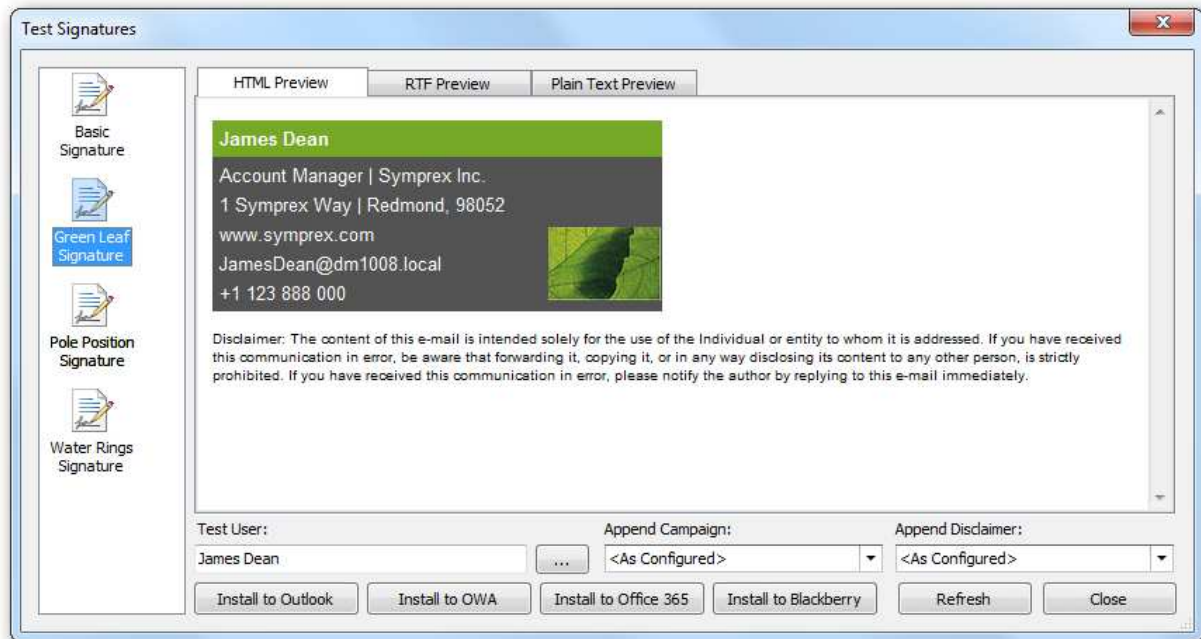 Test Signatures
Basic
Signature
Green Leaf
Signature
Pole Position
Signature
Water Rings
Signature
HTML Preview
RTF Preview
Plain Text Preview
James Dean
Account Manager | Symprex Inc.
1 Symprex Way | Redmond, 98052
www.symprex.com
JamesDean@dm1008.local
+1 123 888 000
Disclaimer: The content of this e-mail is intended solely for the use of the Individual or entity to whom it is addressed. If you have received
this communication in error, be aware that forwarding it, copying it, or in any way disclosing its content to any other person, is strictly
prohibited. If you have received this communication in error, please notify the author by replying to this e-mail immediately.
Test User:
Append Campaign:
Append Disclaimer:
James Dean
...
<As Configured>
<As Configured>
Install to Outlook
Install to OWA
Install to Office 365
Install to Blackberry
Refresh
Close